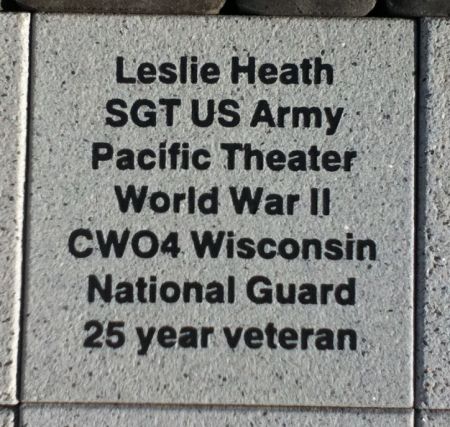 Leslie Heath
SGT US Army
Pacific Theater
World War II
CWO4 Wisconsin
National Guard
25 year veteran